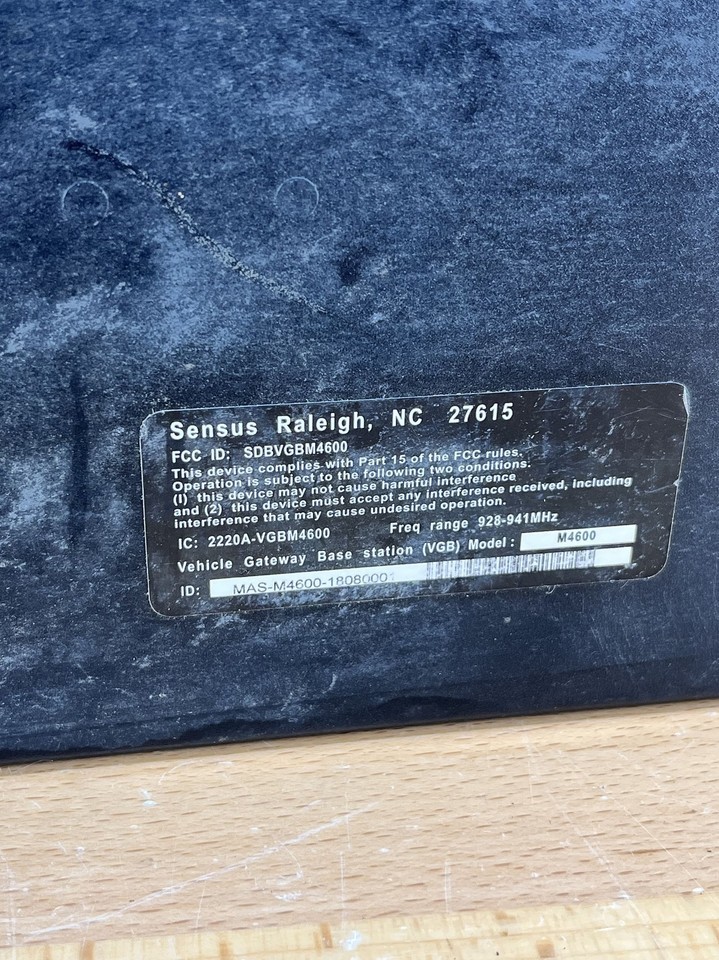 Sensus Raleigh, NC 27615
FCC ID: SDBVGBM4600
This device complies with Part 15 of the FCC rules.
Operation is subject to the following two conditions:
(I) this device may not cause harmful interference
and (2) this device must accept any interference received, including
interference that may cause undesired operation.
IC: 2220A-VGBM4600 Freq range 928-941MHz
Vehicle Gateway Base station (VGB) Model: M4600
ID: MAS-M4600-18080001